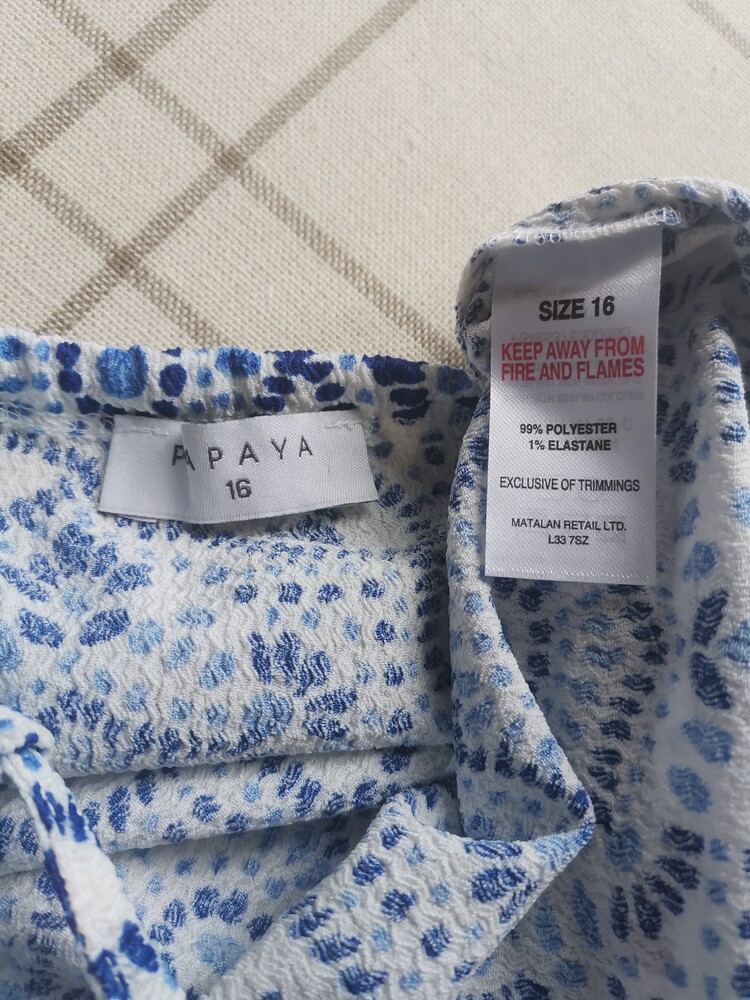 PAPAYA
16
SIZE 16
KEEP AWAY FROM
FIRE AND FLAMES
99% POLYESTER
1% ELASTANE
EXCLUSIVE OF TRIMMINGS
MATALAN RETAIL LTD.
L33 7SZ